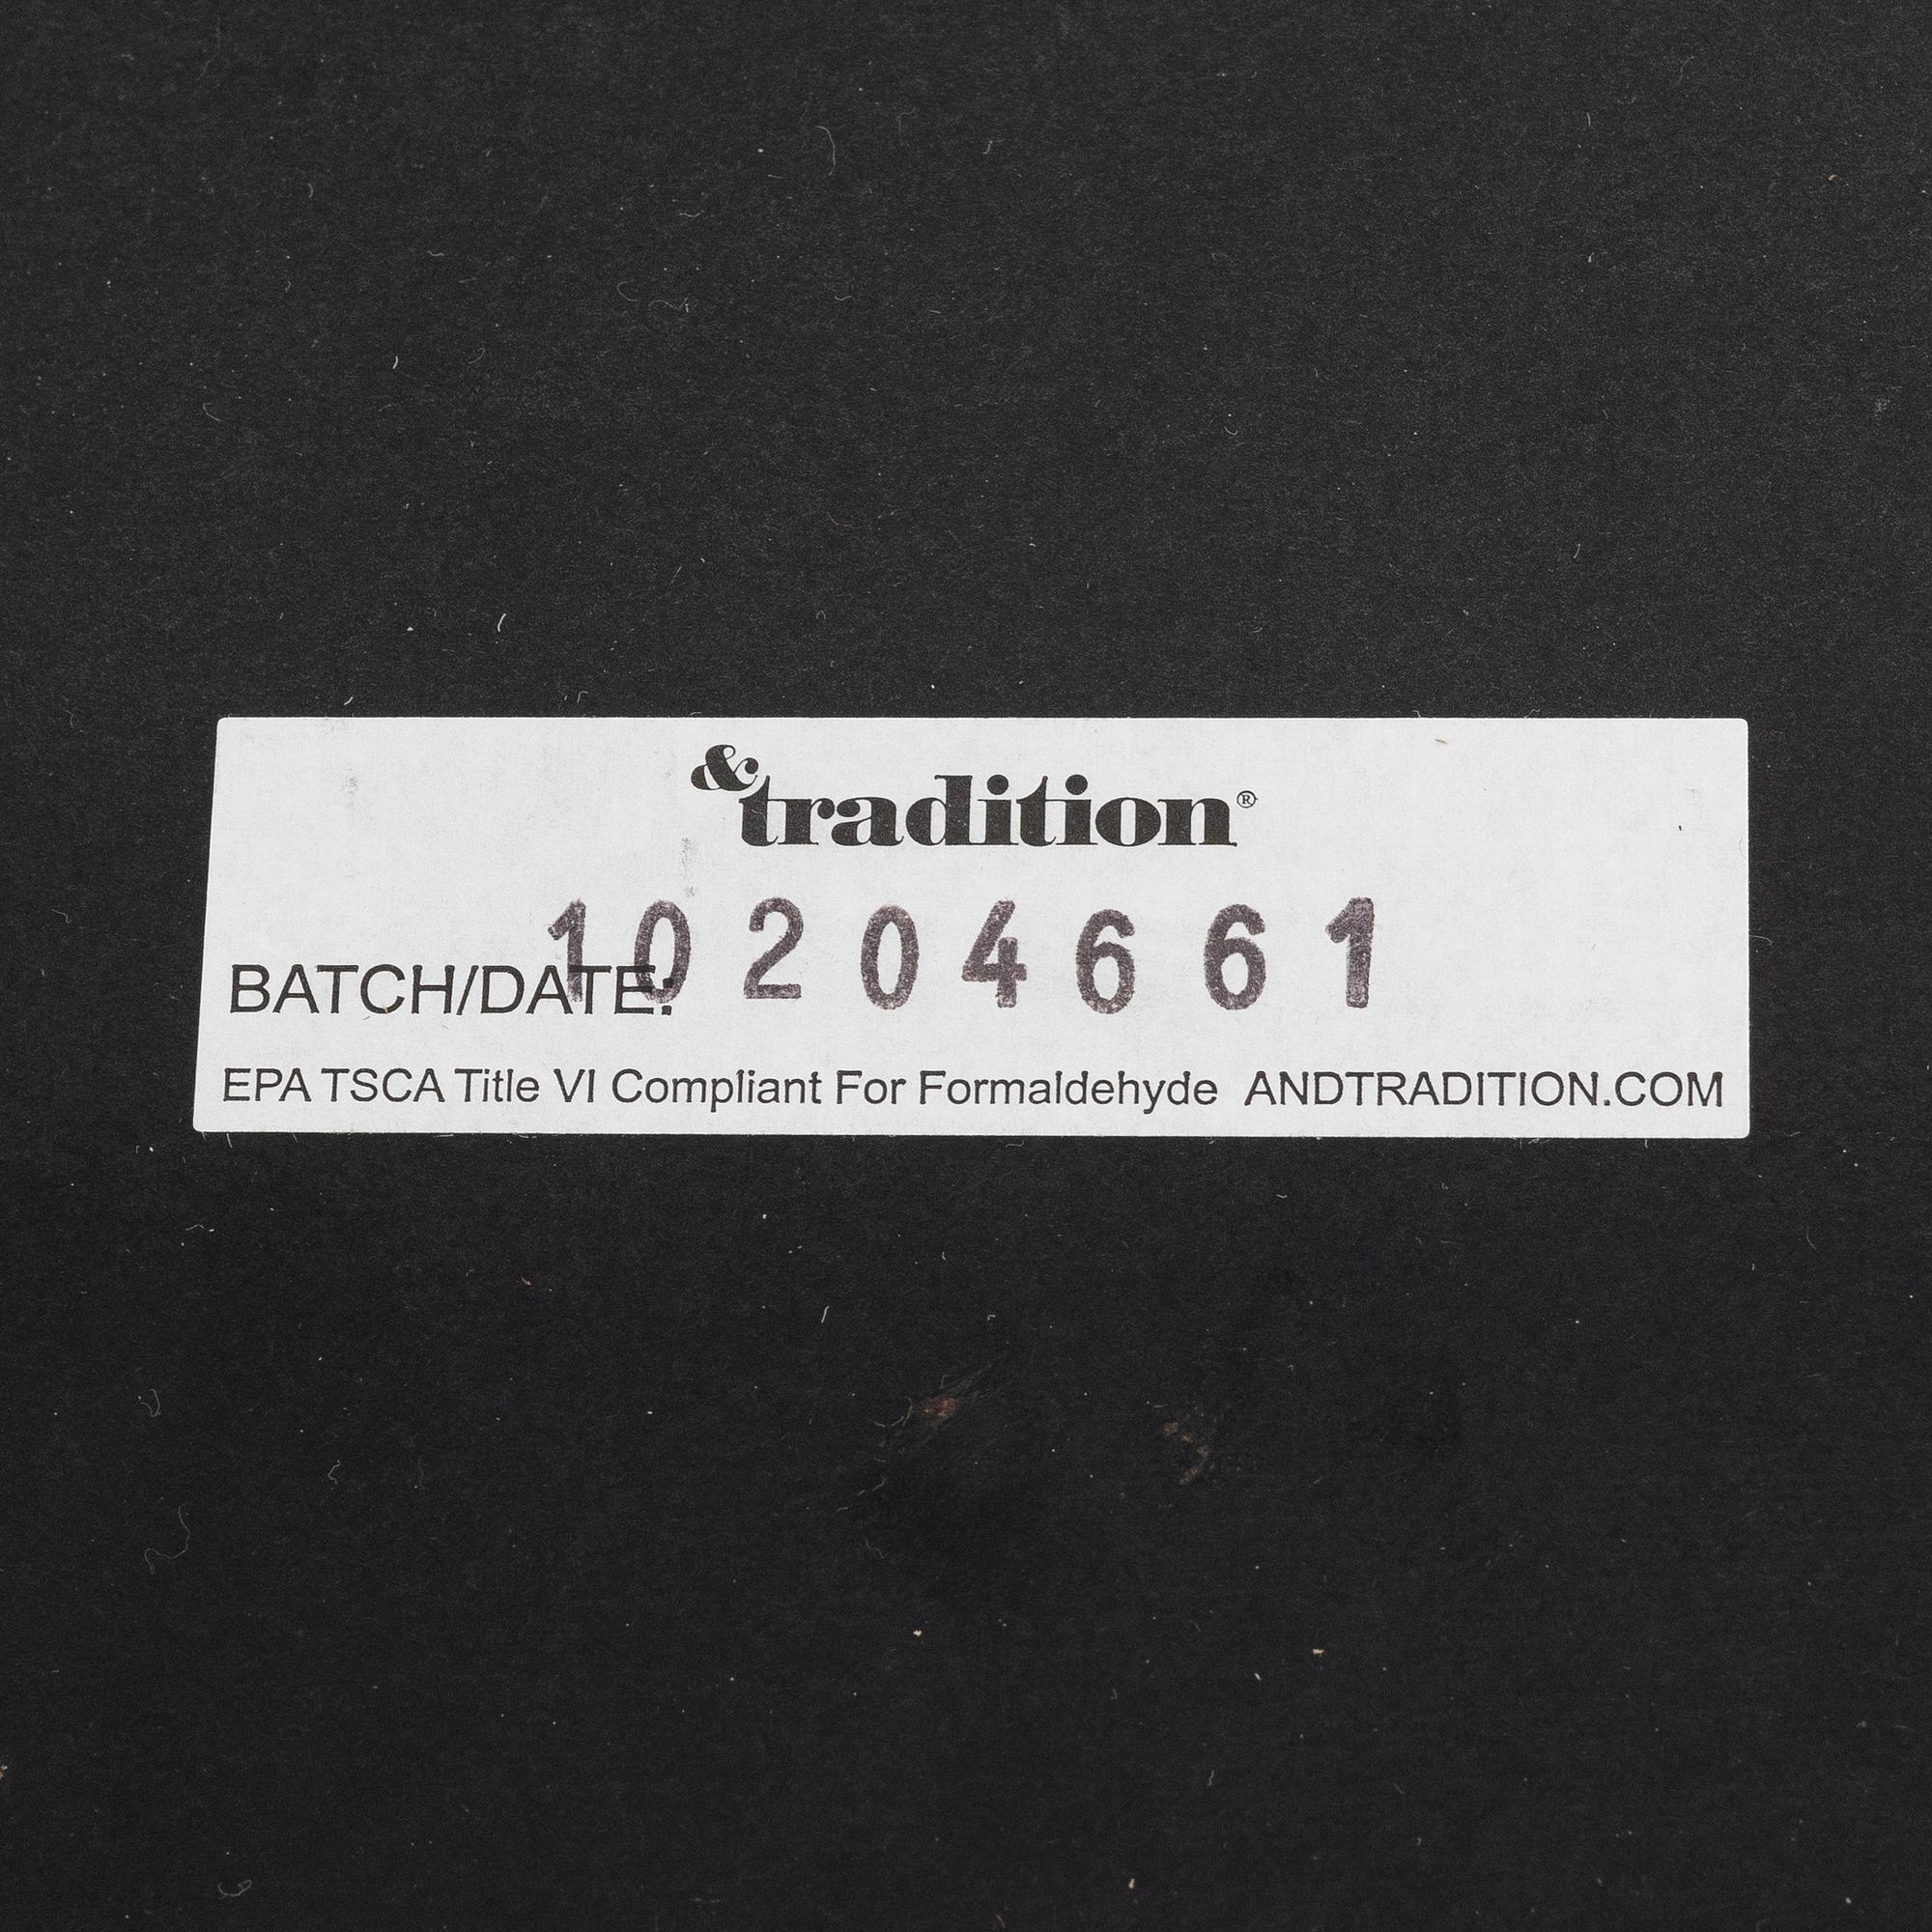 &tradition®
BATCH/DATE: 10204661
EPA TSCA Title VI Compliant For Formaldehyde ANDTRADITION.COM